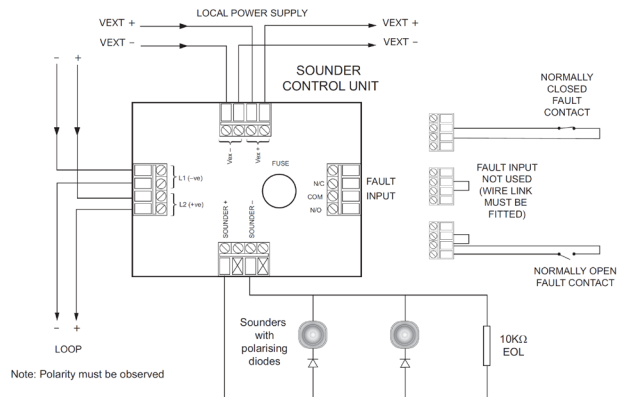 LOCAL POWER SUPPLY
VEXT +
VEXT –
VEXT +
VEXT –
– +
SOUNDER
CONTROL UNIT
Vex –
Vex +
FUSE
L1 (–ve)
L2 (+ve)
N/C
COM
N/O
FAULT
INPUT
SOUNDER +
SOUNDER –
NORMALLY
CLOSED
FAULT
CONTACT
FAULT INPUT
NOT USED
(WIRE LINK
MUST BE
FITTED)
NORMALLY OPEN
FAULT CONTACT
– +
LOOP
Note: Polarity must be observed
Sounders
with
polarising
diodes
10KΩ
EOL